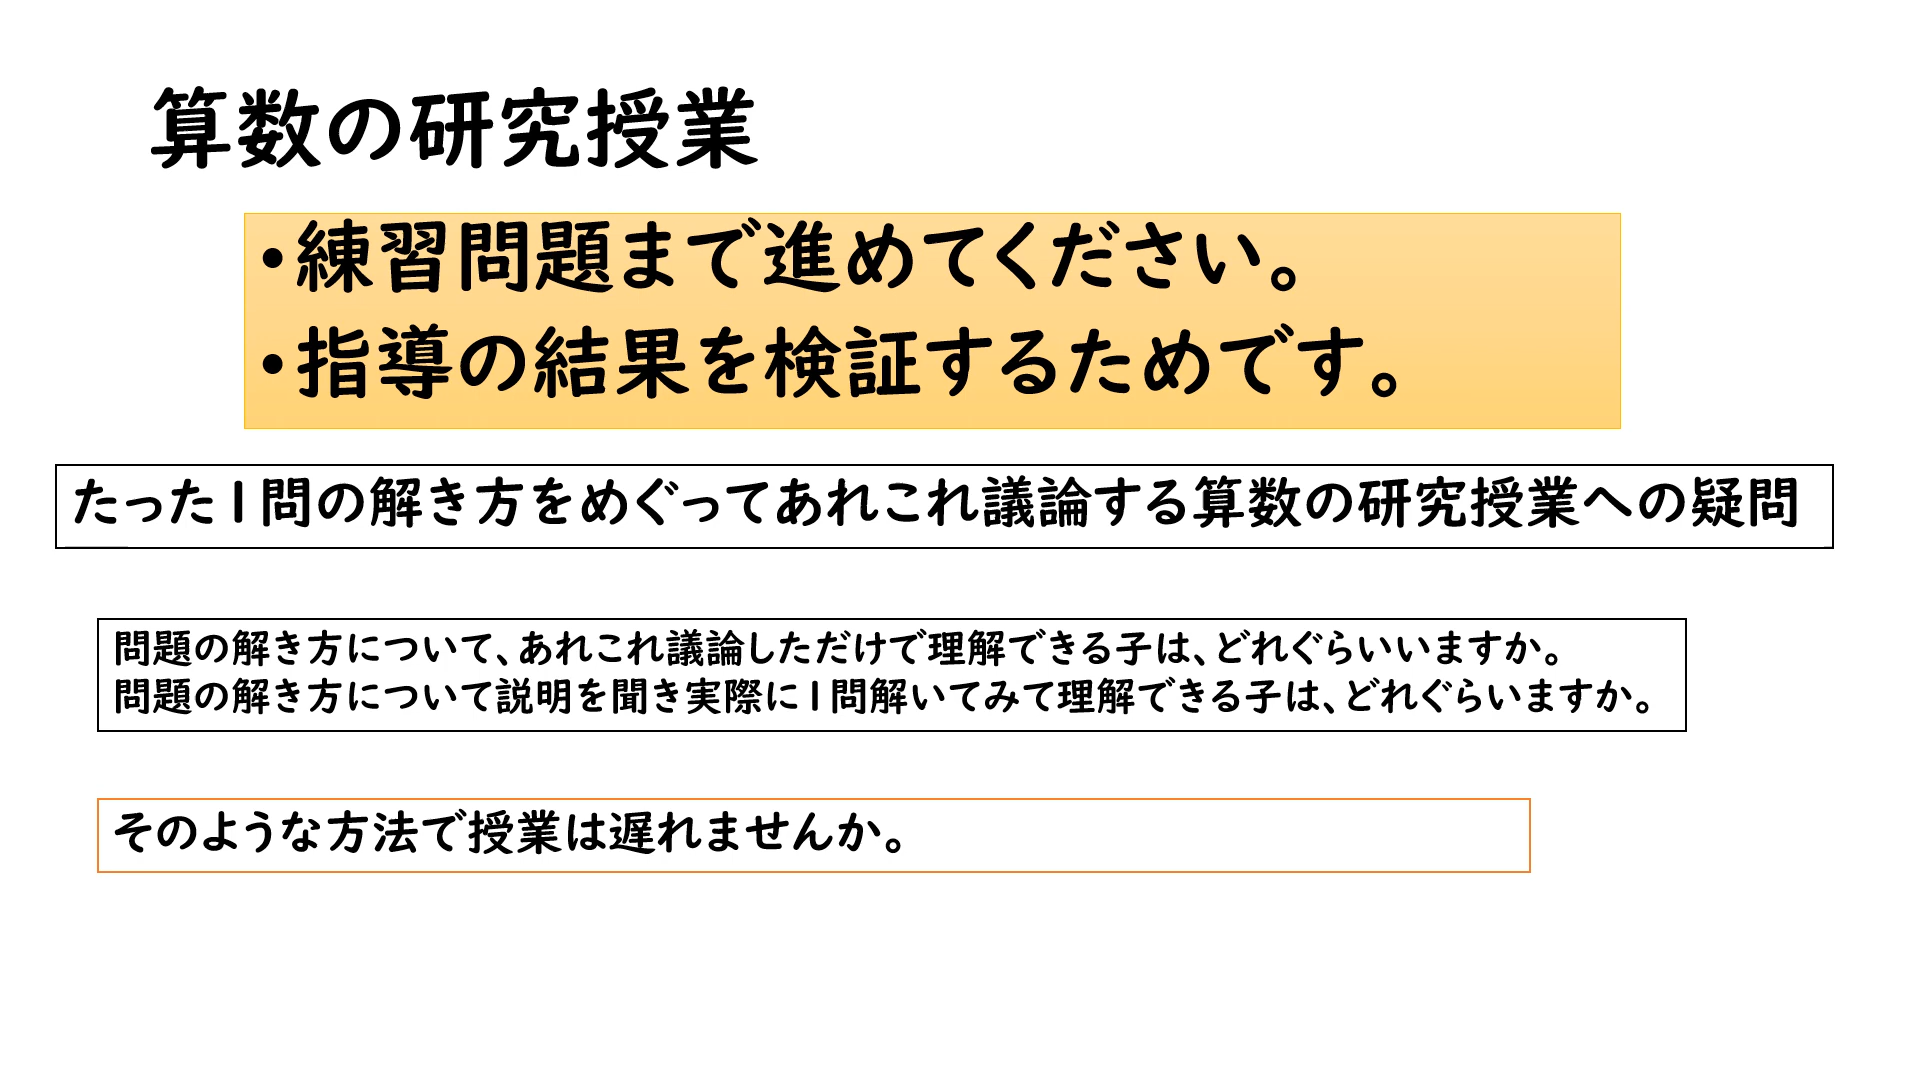 算数の研究授業
•練習問題まで進めてください。
•指導の結果を検証するためです。
たった1問の解き方をめぐってあれこれ議論する算数の研究授業への疑問
問題の解き方について、あれこれ議論しただけで理解できる子は、どれぐらいいいますか。
問題の解き方について説明を聞き実際に1問解いてみて理解できる子は、どれぐらいますか。
そのような方法で授業は遅れませんか。